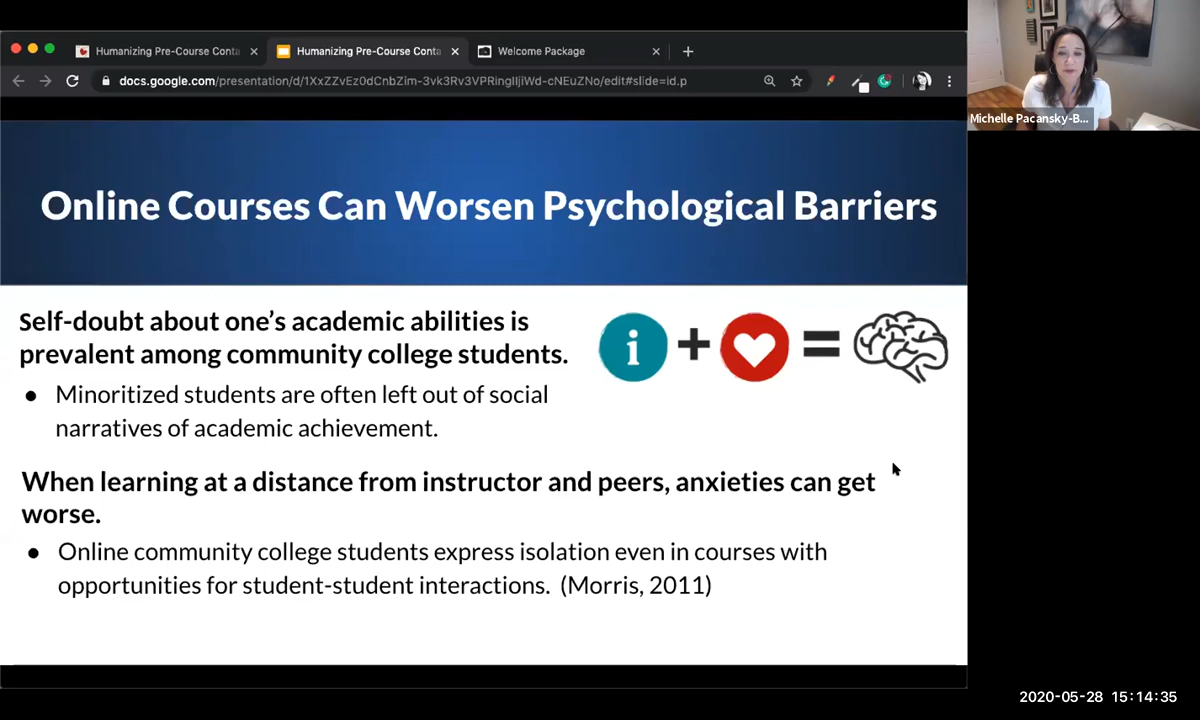 Humanizing Pre-Course Conta
Humanizing Pre-Course Conta
Welcome Package
docs.google.com/presentation/d/1XxZZvEz0dCnbZim-3vk3Rv3VPRingIIjiWd-cNEuZNo/edit#slide=id.p
Michelle Pacansky-B...
Online Courses Can Worsen Psychological Barriers
Self-doubt about one's academic abilities is
prevalent among community college students.
i + =
● Minoritized students are often left out of social
narratives of academic achievement.
When learning at a distance from instructor and peers, anxieties can get
worse.
● Online community college students express isolation even in courses with
opportunities for student-student interactions. (Morris, 2011)
2020-05-28 15:14:35